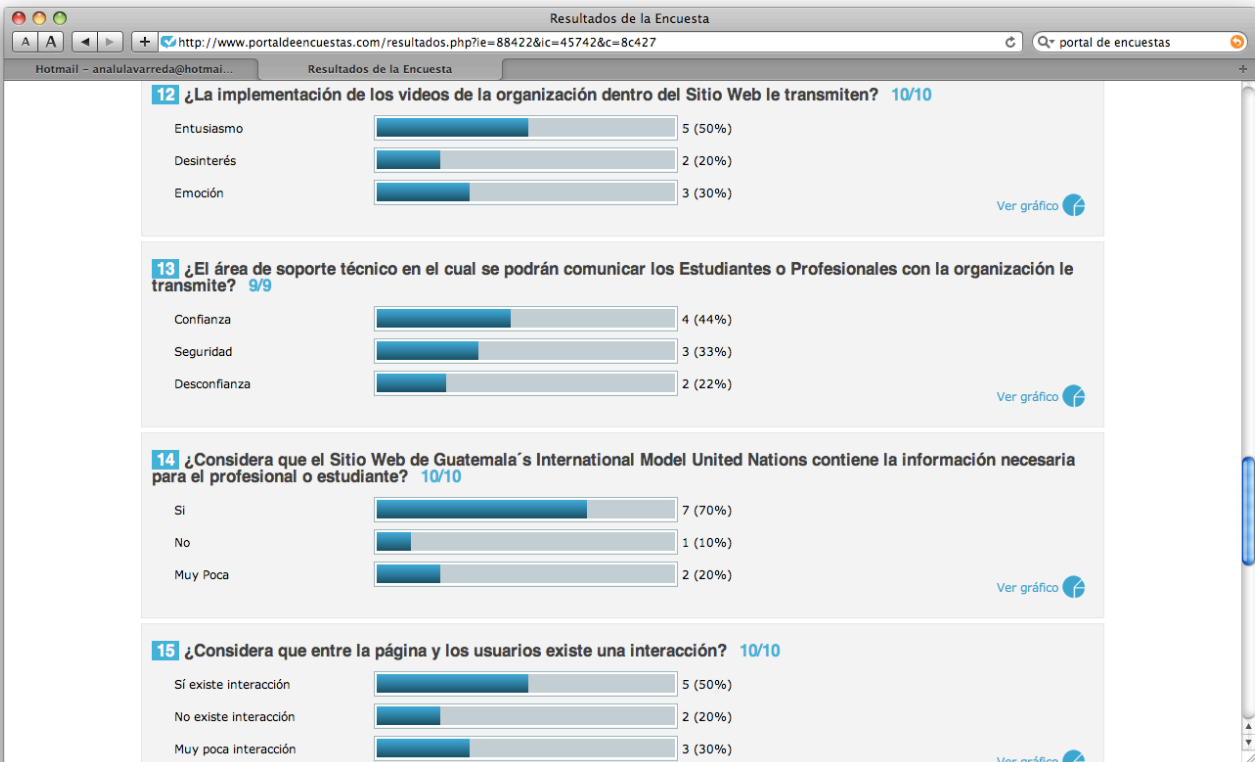 Resultados de la Encuesta
A A http://www.portaldeencuestas.com/resultados.php?ie=88422&ic=45742&c=8c427 portal de encuestas
Hotmail – analulavarreda@hotmai... Resultados de la Encuesta
12 ¿La implementación de los videos de la organización dentro del Sitio Web le transmiten? 10/10
Entusiasmo 5 (50%)
Desinterés 2 (20%)
Emoción 3 (30%)
Ver gráfico
13 ¿El área de soporte técnico en el cual se podrán comunicar los Estudiantes o Profesionales con la organización le
transmite? 9/9
Confianza 4 (44%)
Seguridad 3 (33%)
Desconfianza 2 (22%)
Ver gráfico
14 ¿Considera que el Sitio Web de Guatemala´s International Model United Nations contiene la información necesaria
para el profesional o estudiante? 10/10
Si 7 (70%)
No 1 (10%)
Muy Poca 2 (20%)
Ver gráfico
15 ¿Considera que entre la página y los usuarios existe una interacción? 10/10
Sí existe interacción 5 (50%)
No existe interacción 2 (20%)
Muy poca interacción 3 (30%)
Ver gráfico